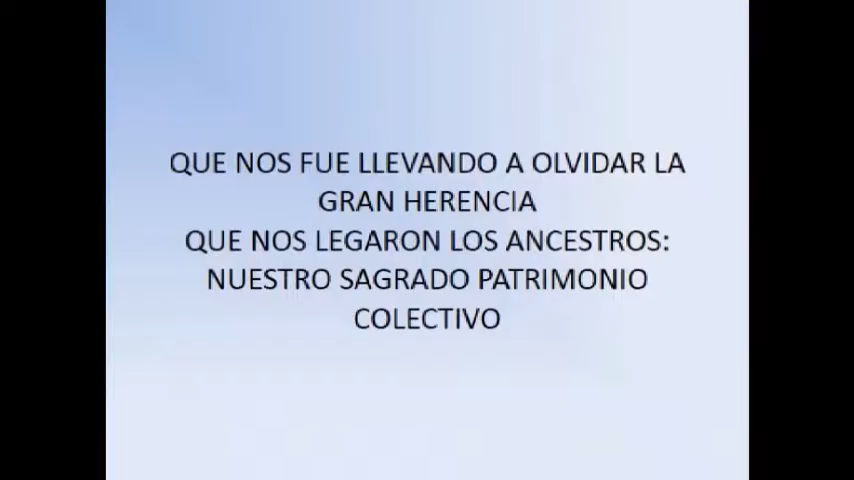 QUE NOS FUE LLEVANDO A OLVIDAR LA
GRAN HERENCIA
QUE NOS LEGARON LOS ANCESTROS:
NUESTRO SAGRADO PATRIMONIO
COLECTIVO